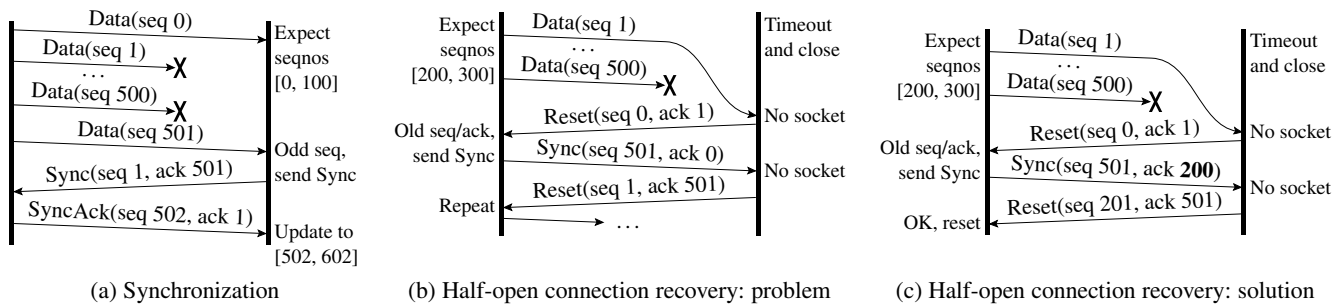 Data(seq 0)
Data(seq 1)
. . .
Data(seq 500)
Data(seq 501)
Sync(seq 1, ack 501)
SyncAck(seq 502, ack 1)
Expect
seqnos
[0, 100]
Odd seq,
send Sync
Update to
[502, 602]
(a) Synchronization
Expect
seqnos
[200, 300]
Old seq/ack,
send Sync
Repeat
Data(seq 1)
. . .
Data(seq 500)
Reset(seq 0, ack 1)
Sync(seq 501, ack 0)
Reset(seq 1, ack 501)
. . .
Timeout
and close
No socket
No socket
(b) Half-open connection recovery: problem
Expect
seqnos
[200, 300]
Old seq/ack,
send Sync
OK, reset
Data(seq 1)
. . .
Data(seq 500)
Reset(seq 0, ack 1)
Sync(seq 501, ack 200)
Reset(seq 201, ack 501)
Timeout
and close
No socket
No socket
(c) Half-open connection recovery: solution